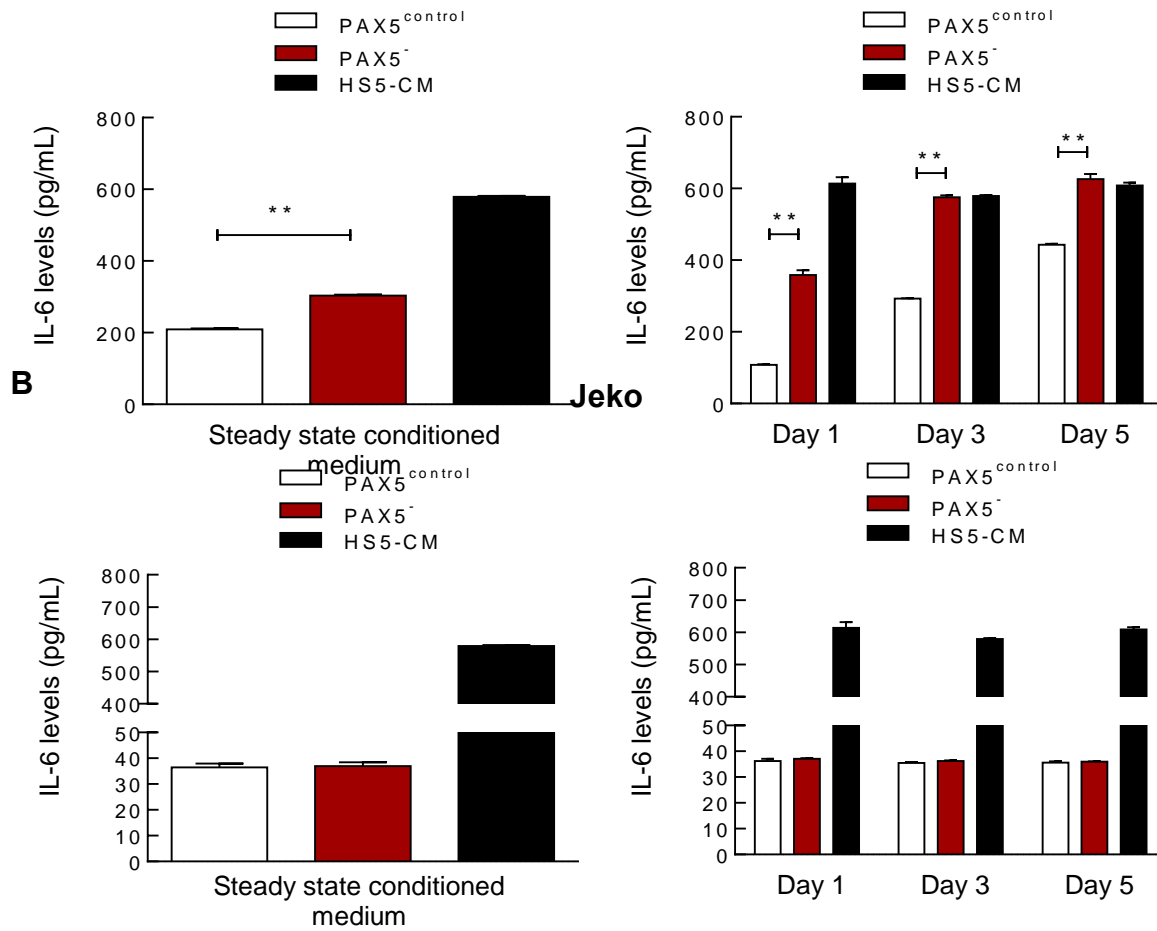 PAX5control
PAX5-
HS5-CM
IL-6 levels (pg/mL)
800
600
400
200
0
**
Steady state conditioned
medium
PAX5control
PAX5-
HS5-CM
IL-6 levels (pg/mL)
800
600
400
200
0
**
**
**
Day 1 Day 3 Day 5
B
Jeko
PAX5control
PAX5-
HS5-CM
IL-6 levels (pg/mL)
800
700
600
500
400
50
40
30
20
10
0
Steady state conditioned
medium
PAX5control
PAX5-
HS5-CM
IL-6 levels (pg/mL)
800
700
600
500
400
50
40
30
20
10
0
Day 1 Day 3 Day 5